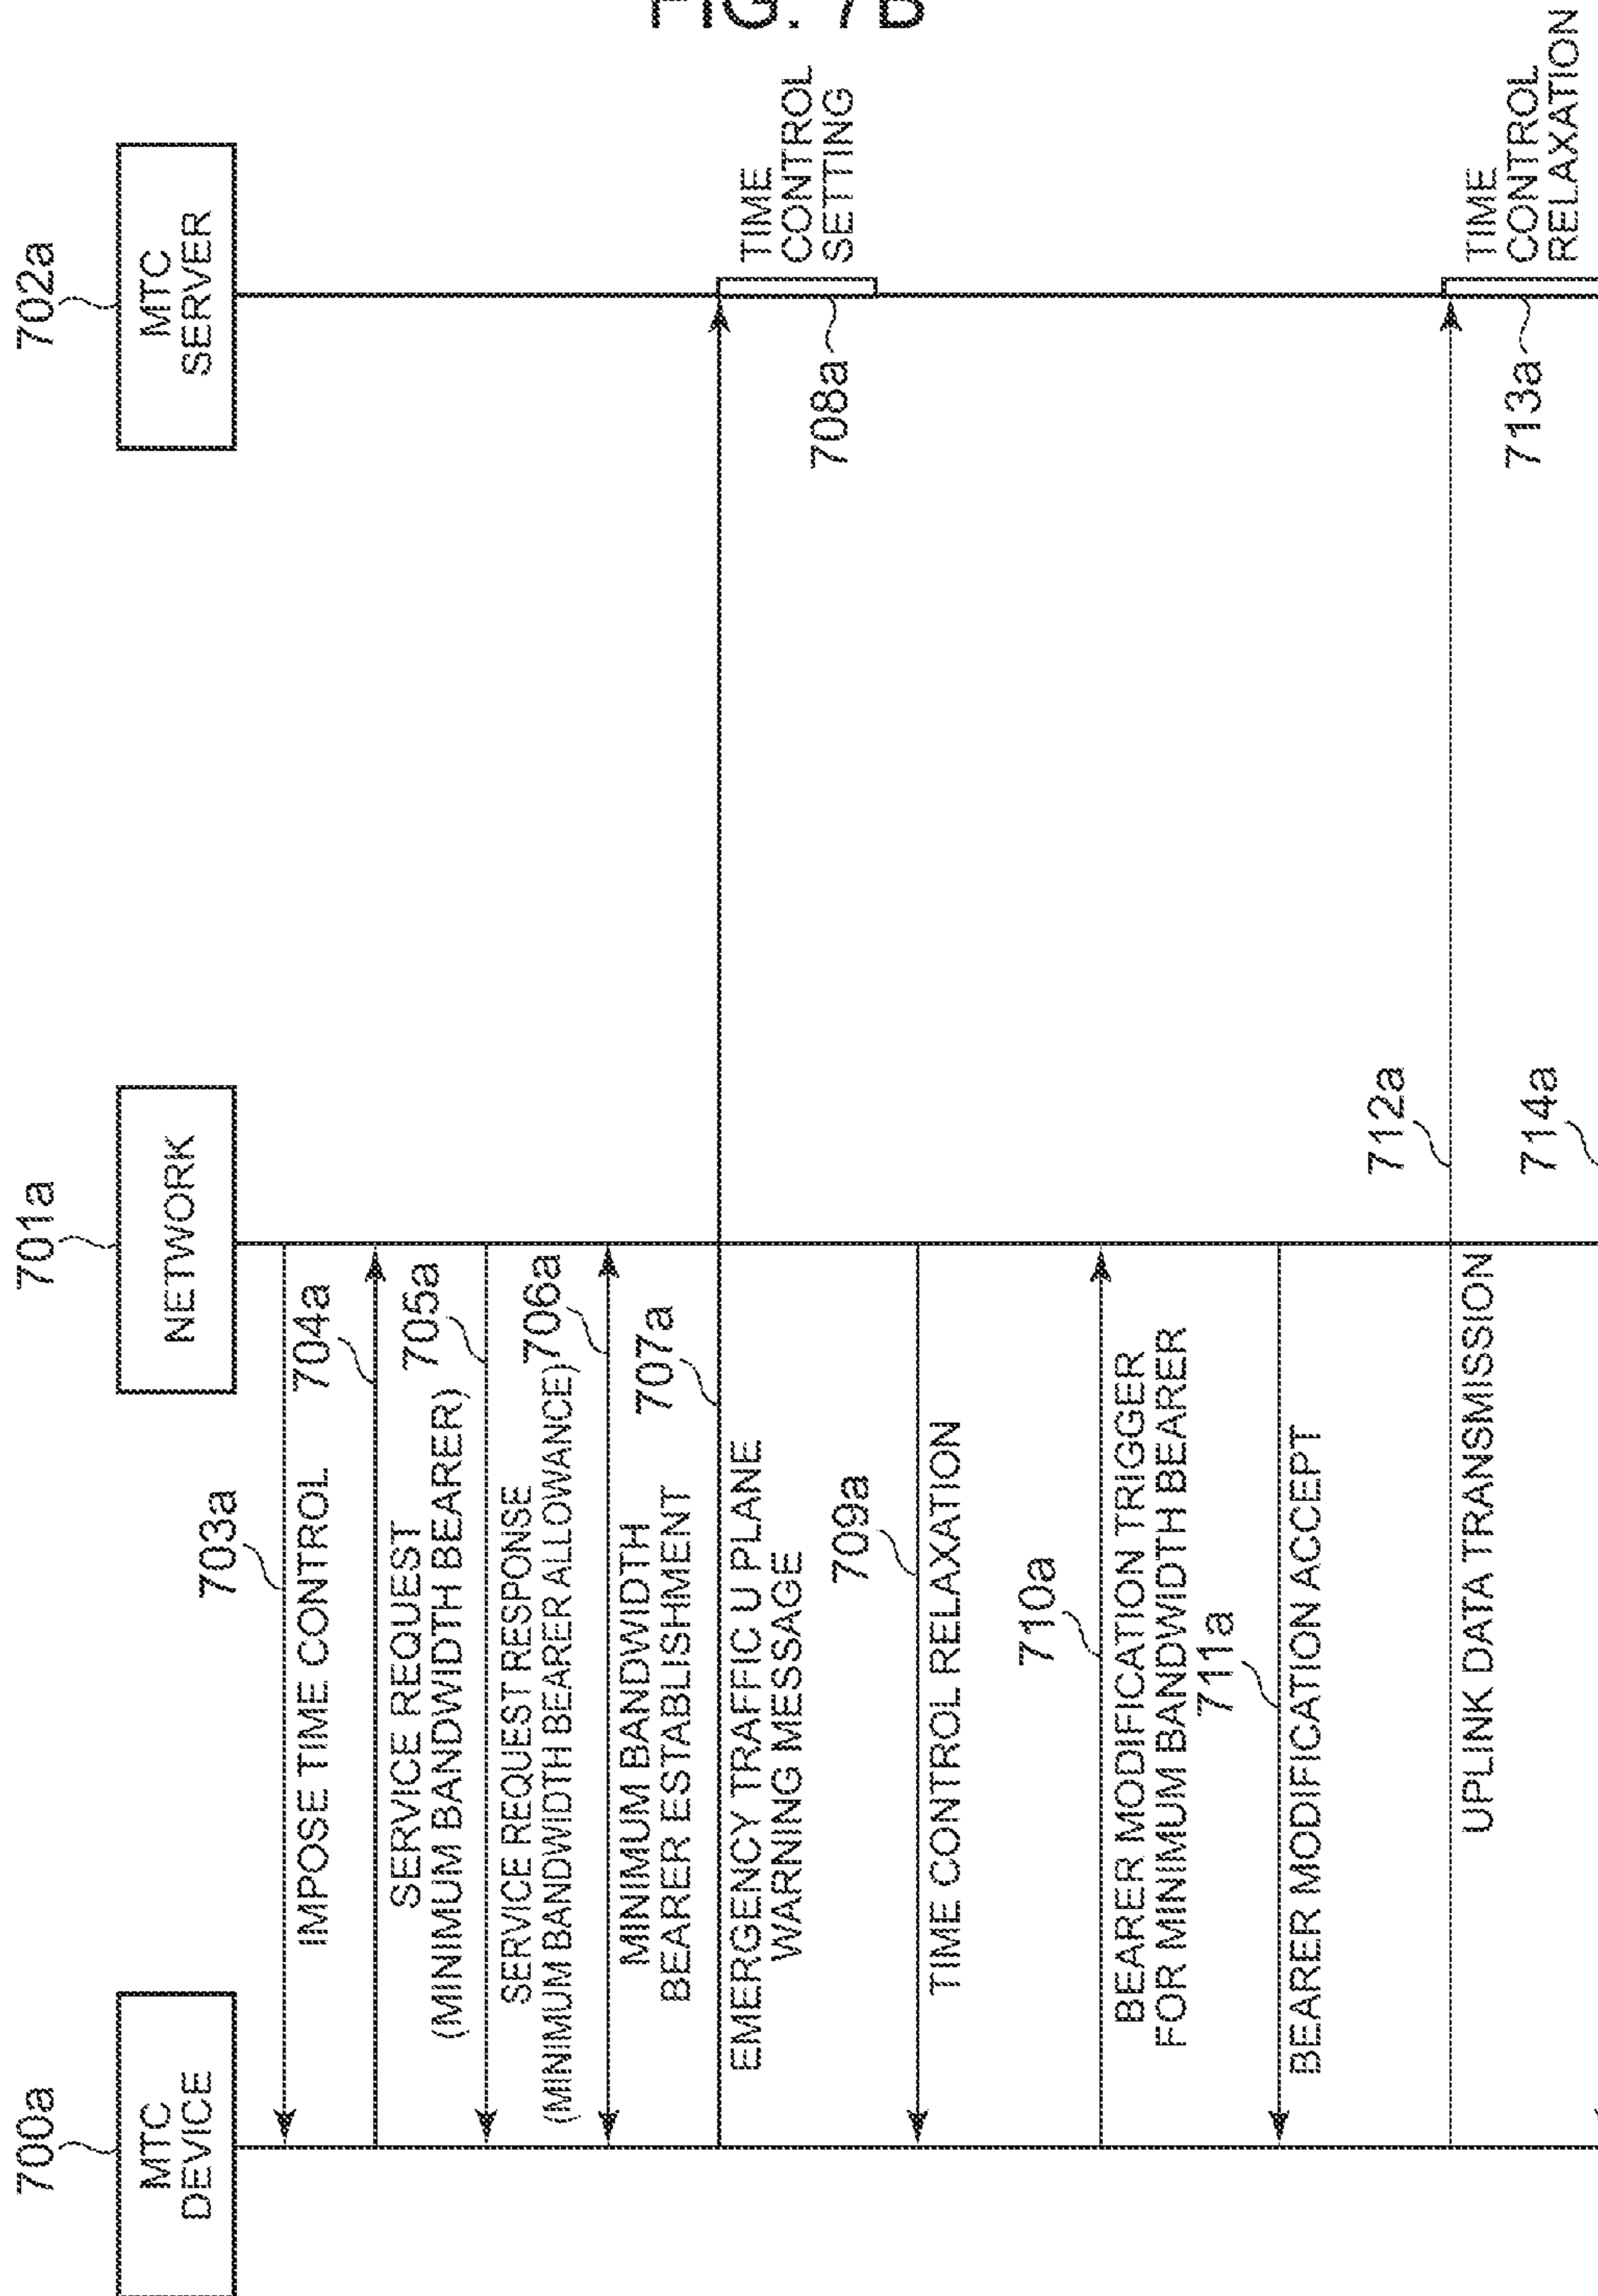 FIG. 7B
700a
MTC
DEVICE
701a
NETWORK
702a
MTC
SERVER
703a
IMPOSE TIME CONTROL
704a
SERVICE REQUEST
(MINIMUM BANDWIDTH BEARER)
705a
SERVICE REQUEST RESPONSE
(MINIMUM BANDWIDTH BEARER ALLOWANCE)
706a
MINIMUM BANDWIDTH
BEARER ESTABLISHMENT
707a
EMERGENCY TRAFFIC U PLANE
WARNING MESSAGE
708a
TIME
CONTROL
SETTING
709a
TIME CONTROL RELAXATION
710a
BEARER MODIFICATION TRIGGER
FOR MINIMUM BANDWIDTH BEARER
711a
BEARER MODIFICATION ACCEPT
712a
UPLINK DATA TRANSMISSION
713a
TIME
CONTROL
RELAXATION
714a